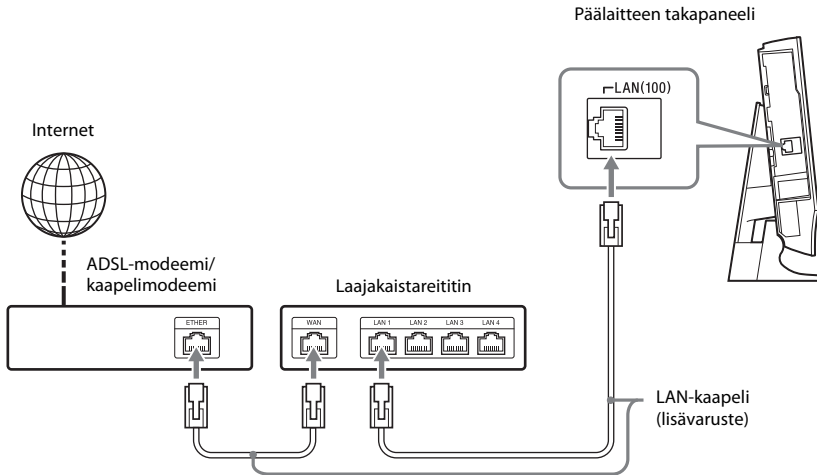 Päälaitteen takapaneeli
LAN(100)
Internet
ADSL-modeemi/
kaapelimodeemi
Laajakaistareititin
ETHER
WAN
LAN 1
LAN 2
LAN 3
LAN 4
LAN-kaapeli
(lisävaruste)